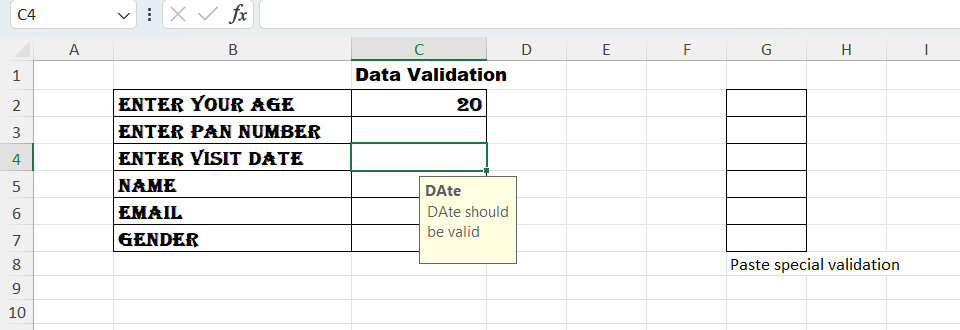 C4 fx
A B C D E F G H I
1 Data Validation
2 ENTER YOUR AGE 20
3 ENTER PAN NUMBER
4 ENTER VISIT DATE
5 NAME DAte
6 EMAIL DAte should
7 GENDER be valid
8 Paste special validation
9
10